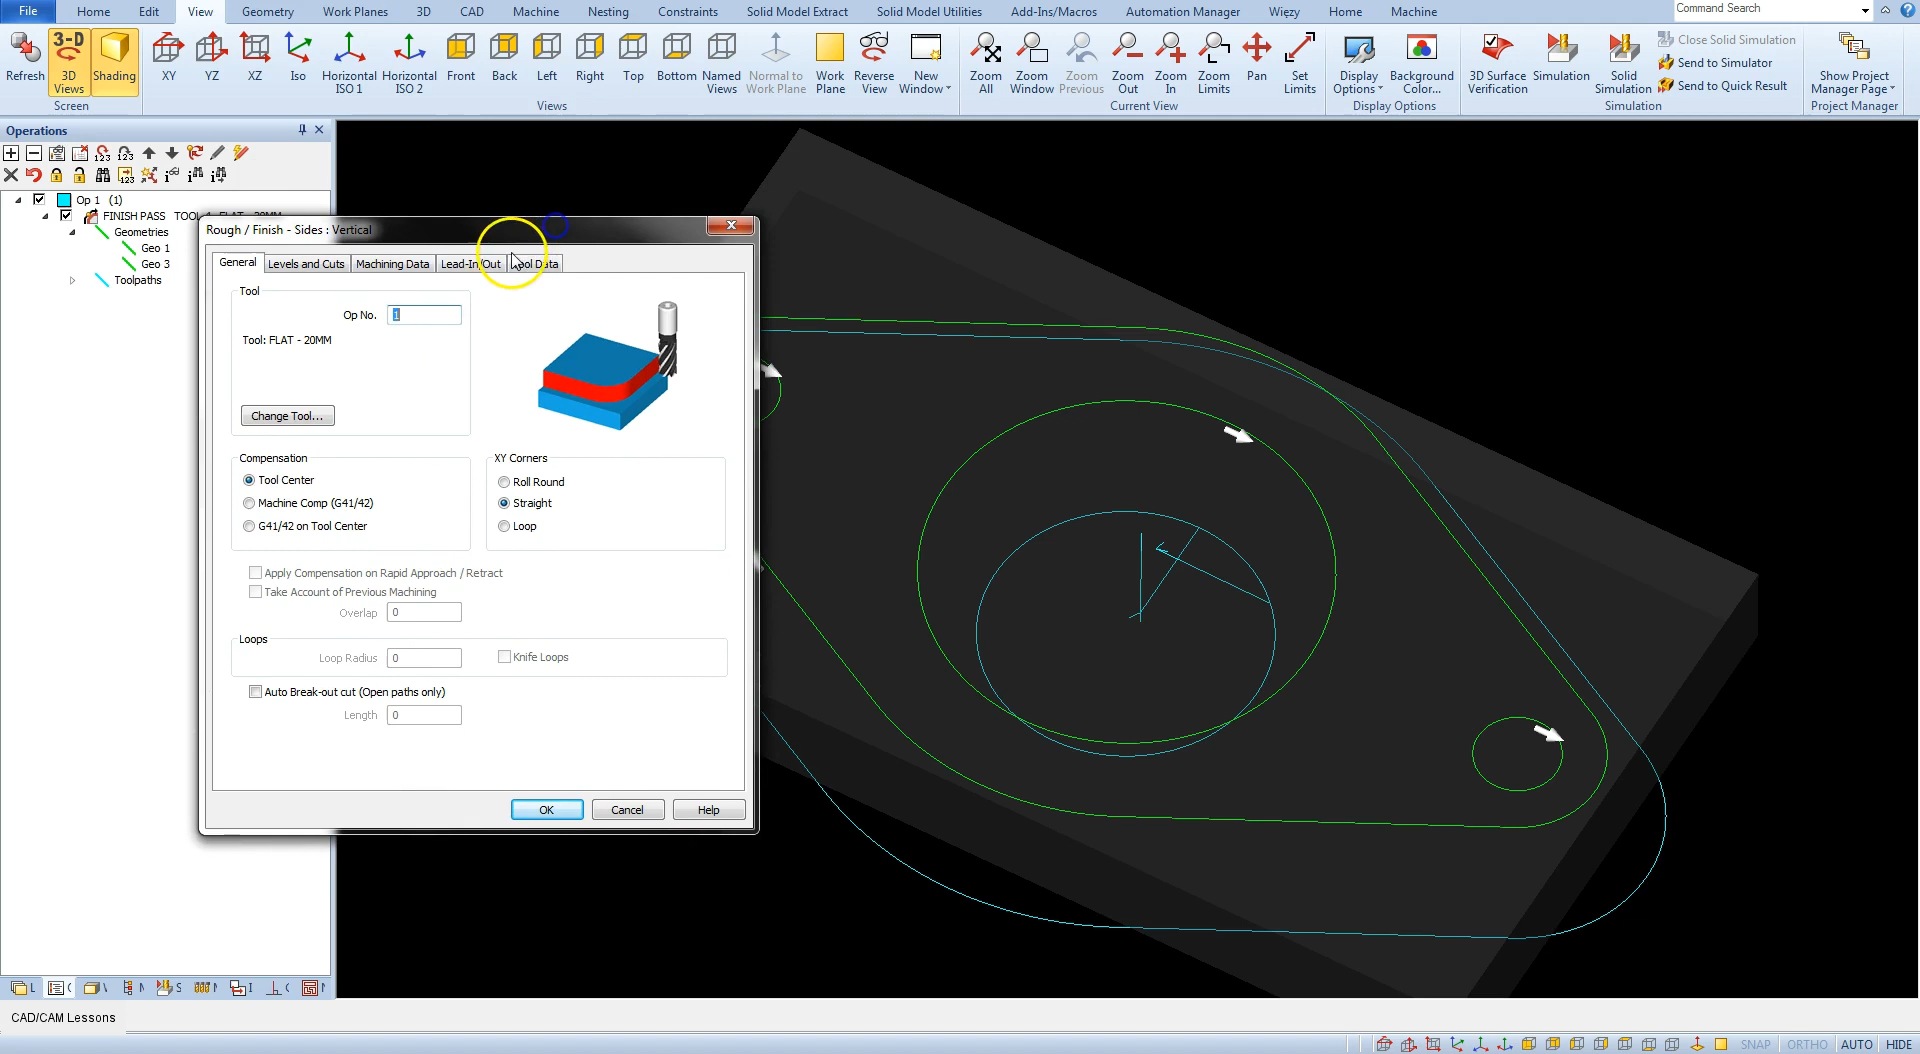 File Home Edit View Geometry Work Planes 3D CAD Machine Nesting Constraints Solid Model Extract Solid Model Utilities Add-Ins/Macros Automation Manager Więzy Home Machine Command Search
Refresh
3-D
3D Views
Shading
XY
YZ
XZ
Iso
Horizontal ISO 1
Horizontal ISO 2
Front
Back
Left
Right
Top
Bottom
Named Views
Normal to Work Plane
Work Plane
Reverse View
New Window
Zoom All
Zoom Window
Zoom Previous
Zoom Out
Zoom In
Zoom Limits
Pan
Set Limits
Display Options
Background Color...
3D Surface Verification
Simulation
Solid Simulation
Close Solid Simulation
Send to Simulator
Send to Quick Result
Show Project Manager Page
Screen
Views
Current View
Display Options
Simulation
Project Manager
Operations
123 123
123
Op 1 (1)
FINISH PASS
Geometries
Geo 1
Geo 3
Toolpaths
Rough / Finish - Sides : Vertical
General Levels and Cuts Machining Data Lead-In/Out Data
Tool
Op No. 1
Tool: FLAT - 20MM
Change Tool...
Compensation
Tool Center
Machine Comp (G41/42)
G41/42 on Tool Center
XY Corners
Roll Round
Straight
Loop
Apply Compensation on Rapid Approach / Retract
Take Account of Previous Machining
Overlap 0
Loops
Loop Radius 0
Knife Loops
Auto Break-out cut (Open paths only)
Length 0
OK Cancel Help
CAD/CAM Lessons
SNAP ORTHO AUTO HIDE